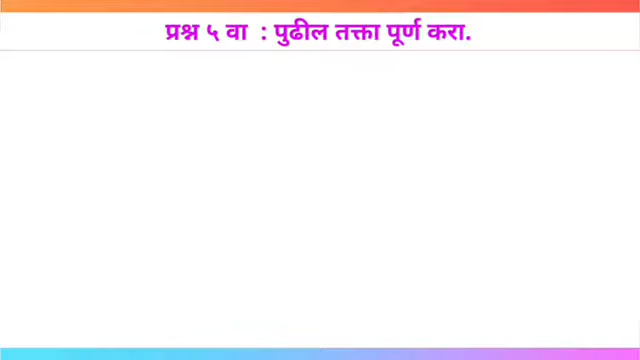 प्रश्न ५ वा : पुढील तक्ता पूर्ण करा.